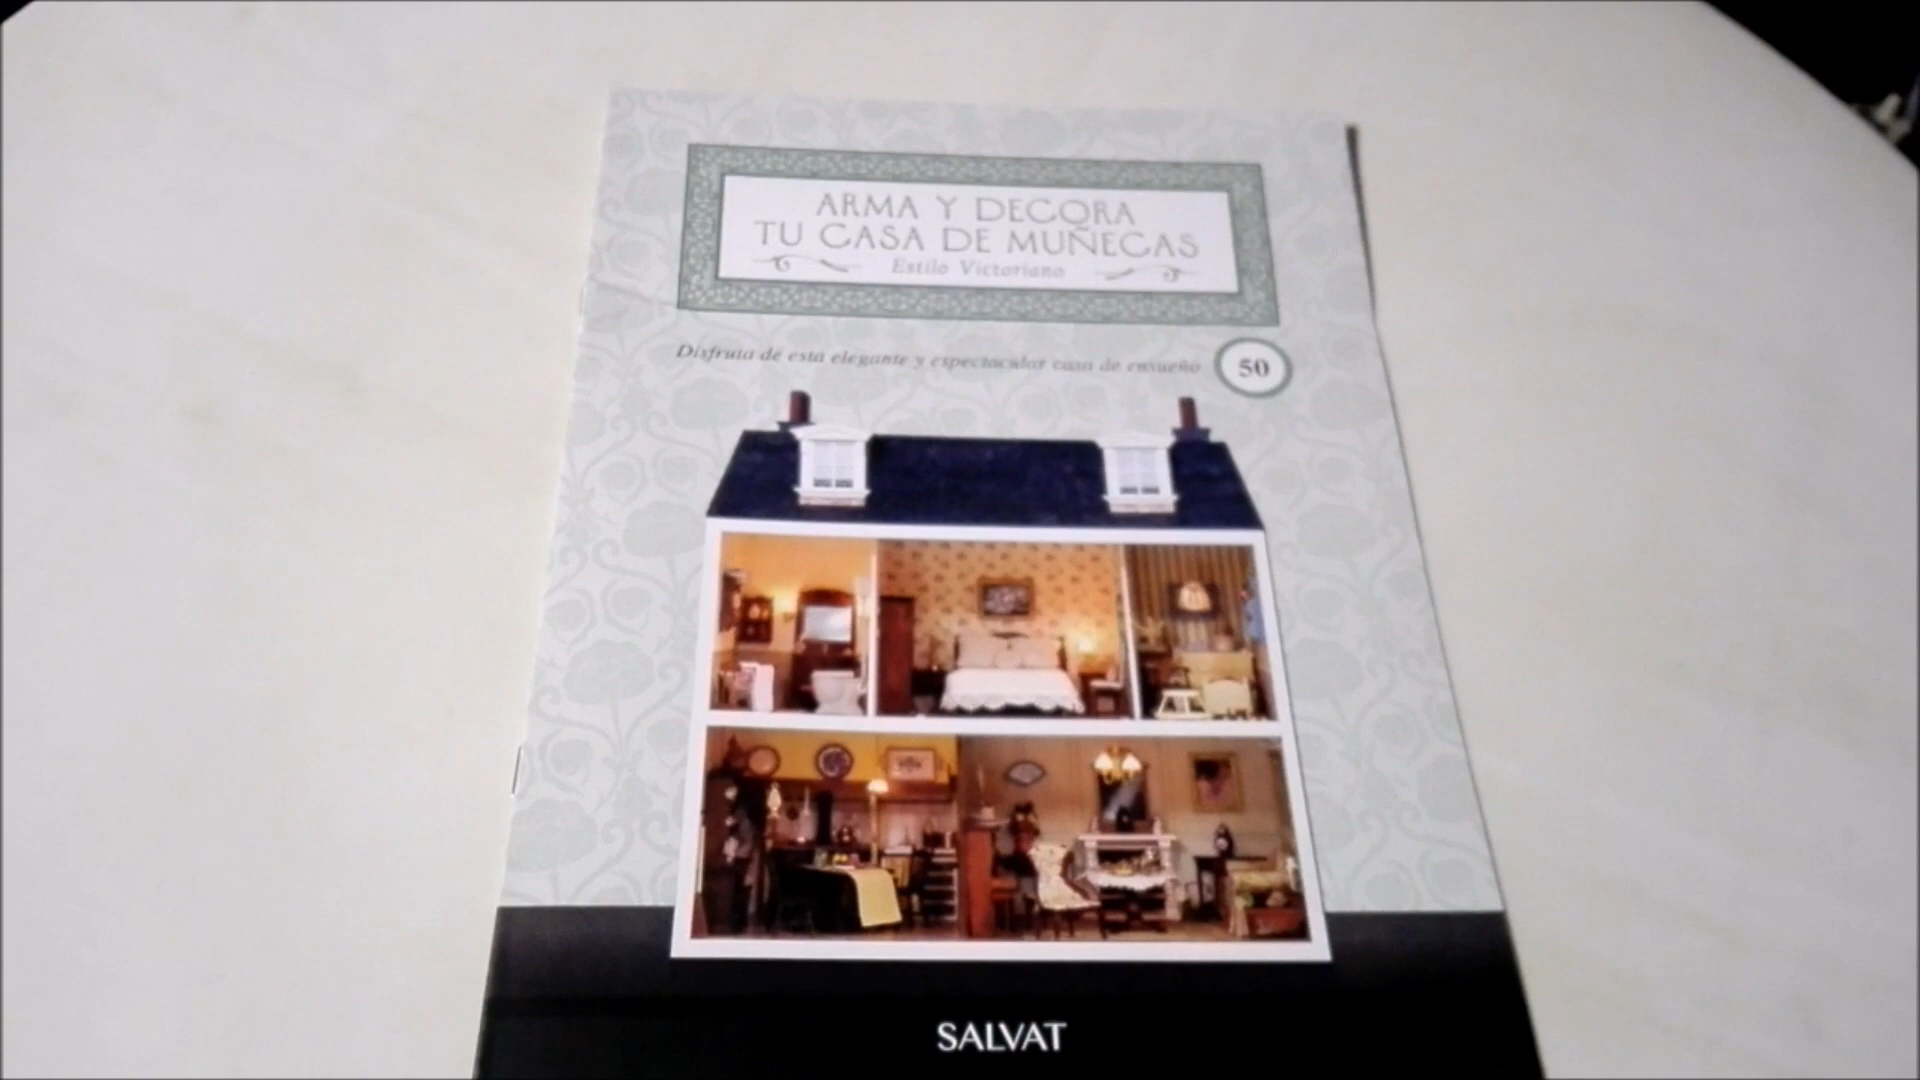 ARMA Y DECORA
TU CASA DE MUÑECAS
Estilo Victoriano
Disfruta de esta elegante y espectacular casa de ensueño
50
SALVAT